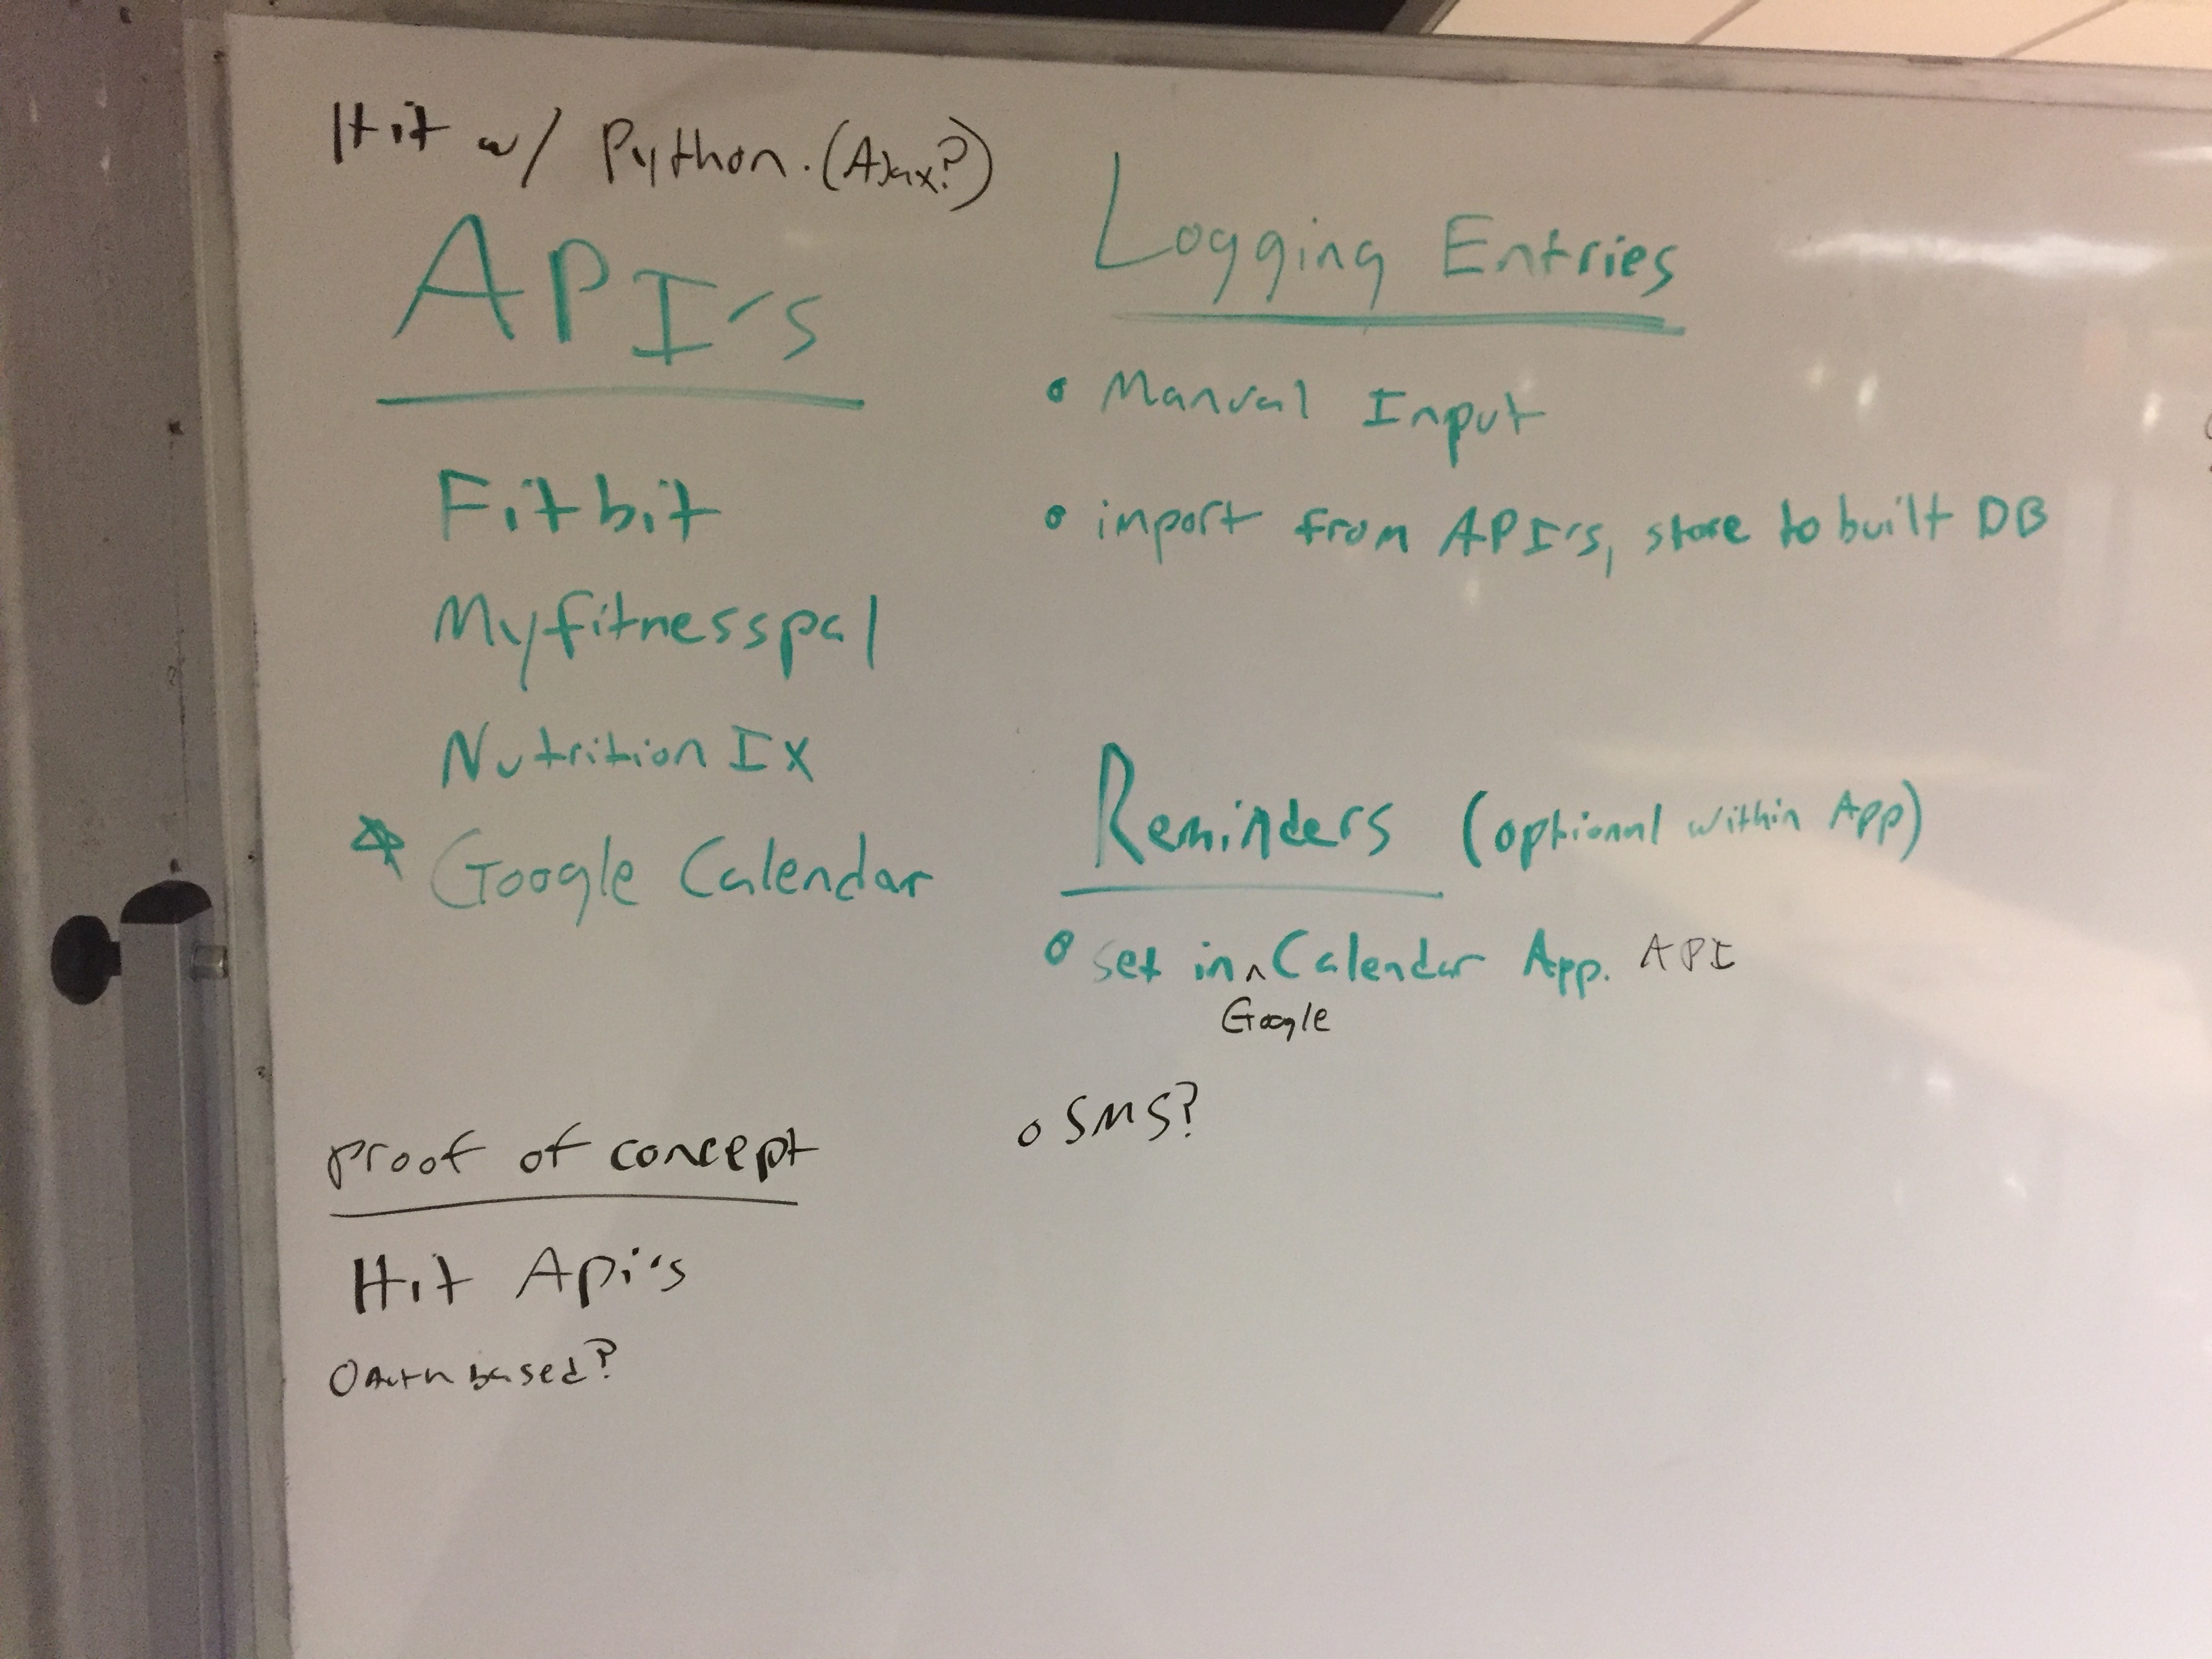 Hit w/ Python. (Ajax?)
API's
Fitbit
Myfitnesspal
Nutrition IX
Google Calendar
proof of concept
Hit Api's
OAuth based?
Logging Entries
• Manual Input
• import from API's, store to built DB
Reminders (optional within App)
• set in ^ Calendar App. API
Google
o SMS?